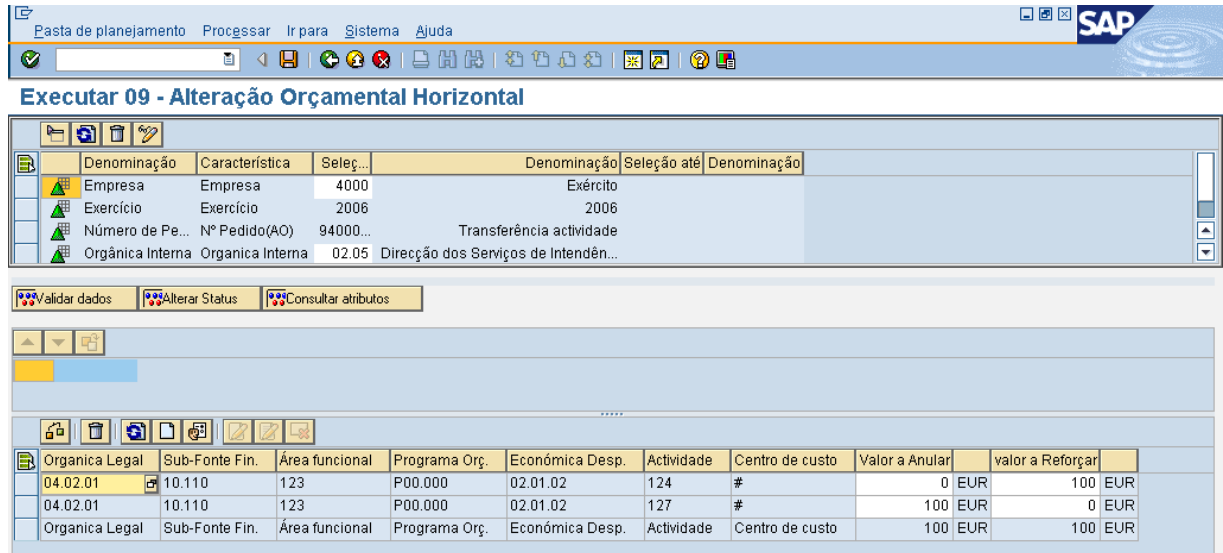 Pasta de planejamento Processar Ir para Sistema Ajuda
SAP
Executar 09 - Alteração Orçamental Horizontal
Denominação Característica Seleç... Denominação Seleção até Denominação
Empresa Empresa 4000 Exército
Exercício Exercício 2006 2006
Número de Pe... Nº Pedido(AO) 94000... Transferência actividade
Orgânica Interna Organica Interna 02.05 Direcção dos Serviços de Intendên...
Validar dados Alterar Status Consultar atributos
Organica Legal Sub-Fonte Fin. Área funcional Programa Orç. Económica Desp. Actividade Centro de custo Valor a Anular valor a Reforçar
04.02.01 10.110 123 P00.000 02.01.02 124 # 0 EUR 100 EUR
04.02.01 10.110 123 P00.000 02.01.02 127 # 100 EUR 0 EUR
Organica Legal Sub-Fonte Fin. Área funcional Programa Orç. Económica Desp. Actividade Centro de custo 100 EUR 100 EUR